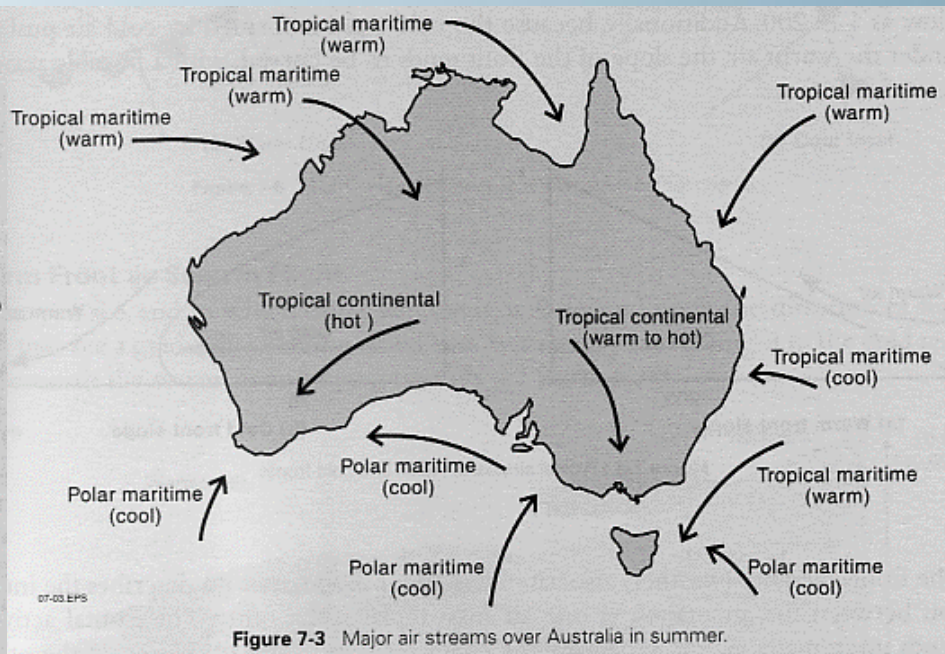 Tropical maritime
(warm)
Tropical maritime
(warm)
Tropical maritime
(warm)
Tropical maritime
(warm)
Tropical continental
(hot )
Tropical continental
(warm to hot)
Tropical maritime
(cool)
Polar maritime
(cool)
Tropical maritime
(warm)
Polar maritime
(cool)
Polar maritime
(cool)
Polar maritime
(cool)
07-03.EPS
Figure 7-3 Major air streams over Australia in summer.